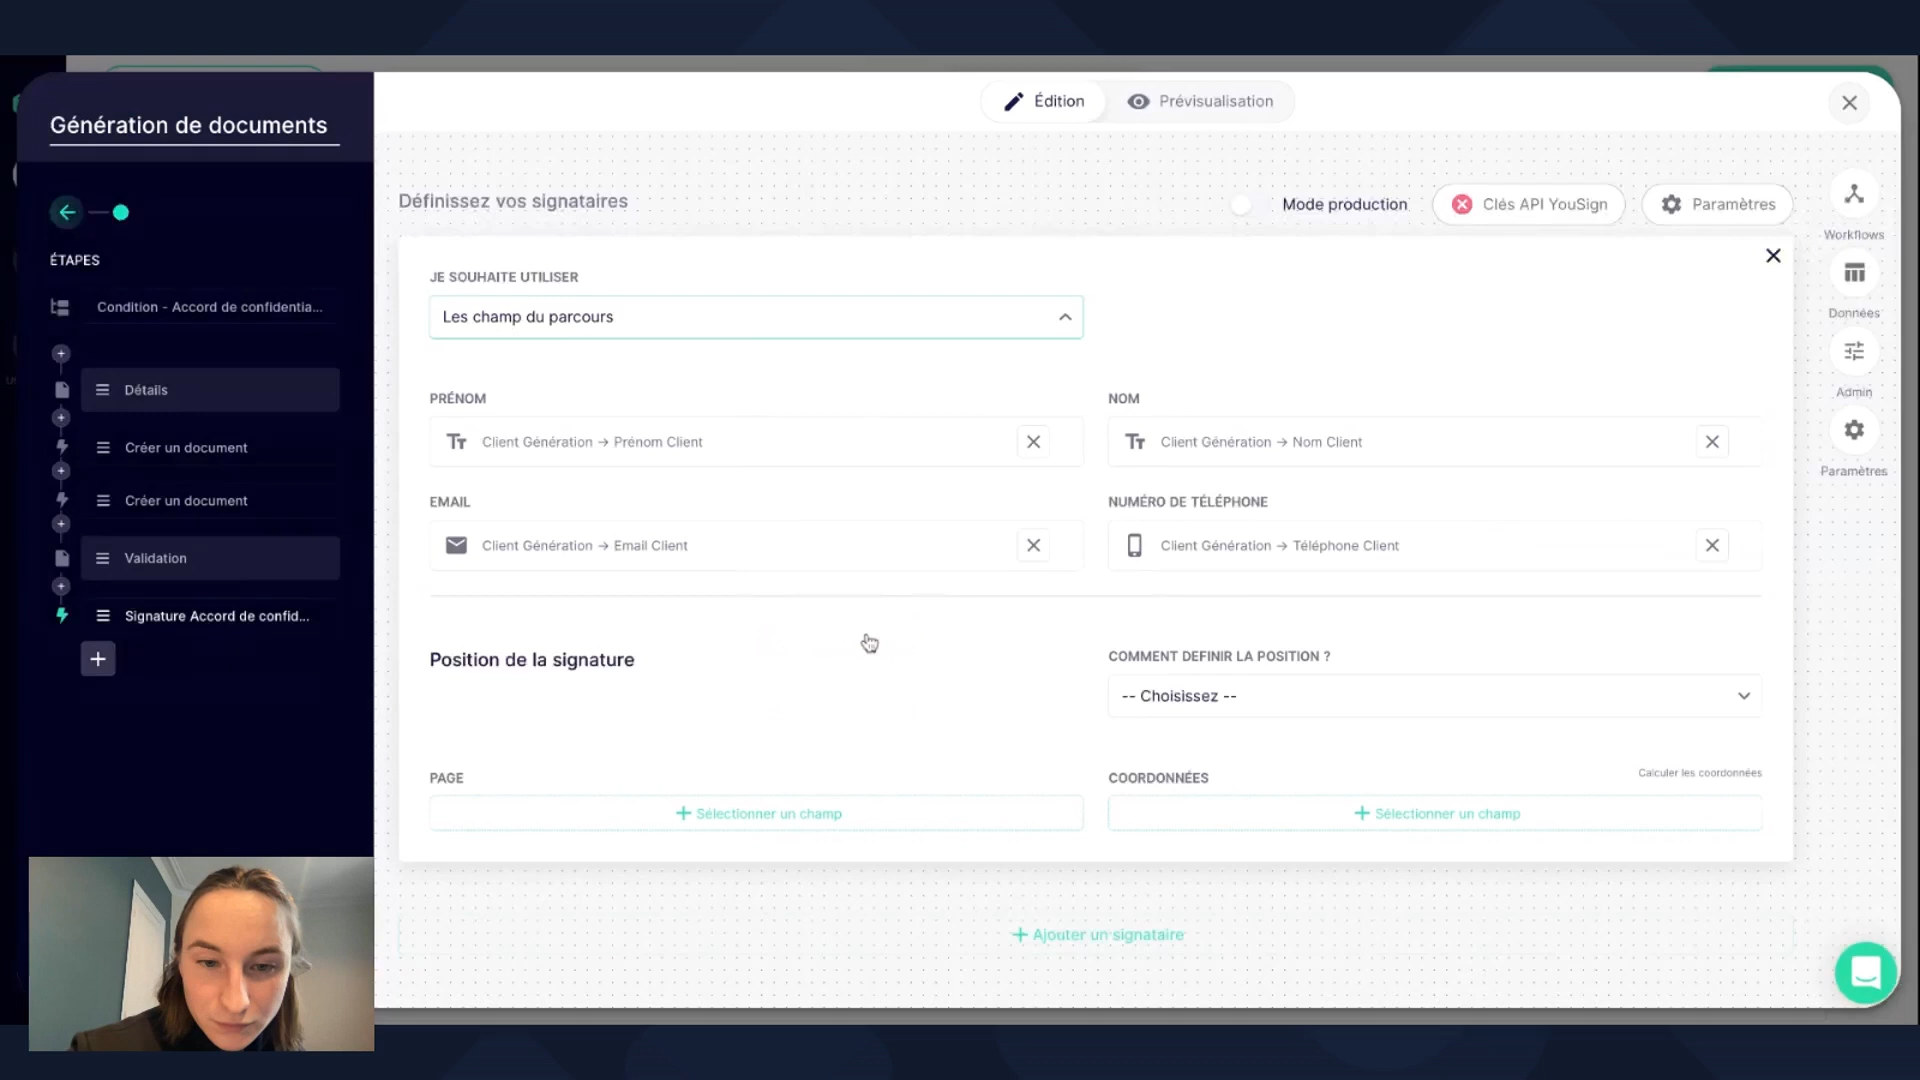 Génération de documents
Édition
Prévisualisation
Définissez vos signataires
Mode production
Clés API YouSign
Paramètres
Workflows
Données
Admin
Paramètres
ÉTAPES
Condition - Accord de confidentia...
Détails
Créer un document
Créer un document
Validation
Signature Accord de confid...
JE SOUHAITE UTILISER
Les champ du parcours
PRÉNOM
NOM
Client Génération → Prénom Client
Client Génération → Nom Client
EMAIL
NUMÉRO DE TÉLÉPHONE
Client Génération → Email Client
Client Génération → Téléphone Client
Position de la signature
COMMENT DEFINIR LA POSITION ?
-- Choisissez --
PAGE
COORDONNÉES
Calculer les coordonnées
+ Sélectionner un champ
+ Sélectionner un champ
+ Ajouter un signataire